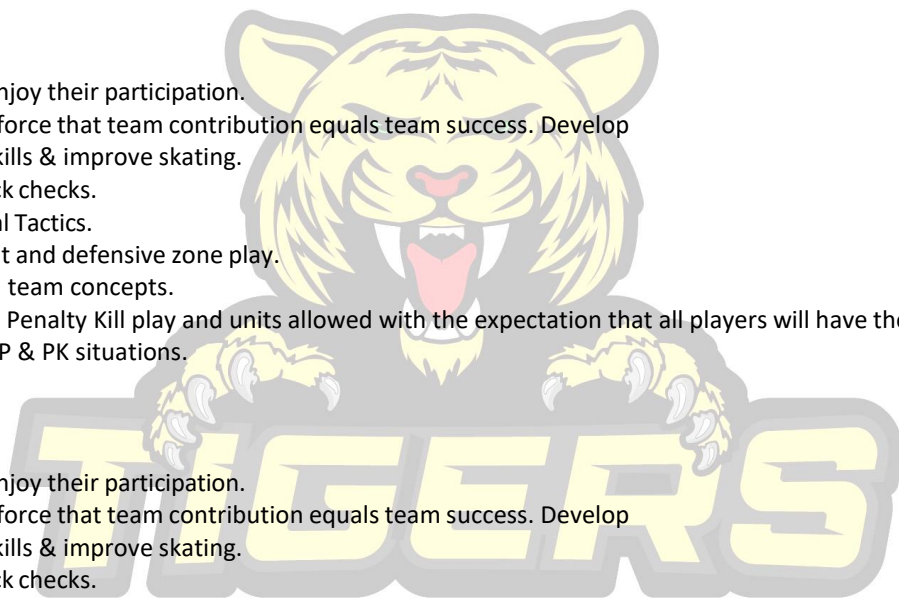 njoy their participation.
force that team contribution equals team success. Develop
kills & improve skating.
ck checks.
al Tactics.
t and defensive zone play.
team concepts.
Penalty Kill play and units allowed with the expectation that all players will have the
P & PK situations.
TIGERS
njoy their participation.
force that team contribution equals team success. Develop
kills & improve skating.
ck checks.